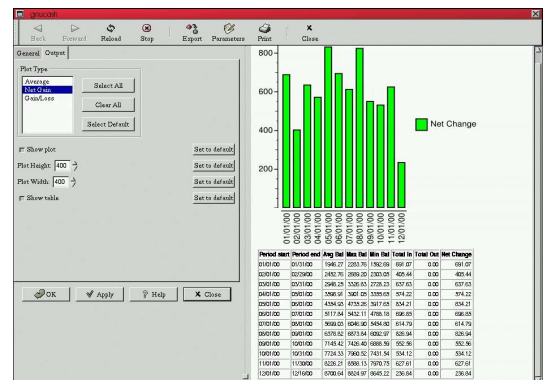 gnucash
Back Forward Reload Stop Export Parameters Print Close
General Output
Plot Type
Average
Net Gain
Gain/Loss
Select All
Clear All
Select Default
Show plot Set to default
Plot Height: 400 Set to default
Plot Width: 400 Set to default
Show table Set to default
OK Apply ? Help Close
800
600
400
200
Net Change
01/01/00
02/01/00
03/01/00
04/01/00
05/01/00
06/01/00
07/01/00
08/01/00
09/01/00
10/01/00
11/01/00
12/01/00
Period start Period end Avg Bal Max Bal Min Bal Total In Total Out Net Change
01/01/00 01/31/00 1946.27 2283.76 1592.69 691.07 0.00 691.07
02/01/00 02/29/00 2452.76 2689.20 2303.05 405.44 0.00 405.44
03/01/00 03/31/00 2946.25 3326.83 2728.23 637.63 0.00 637.63
04/01/00 04/30/00 3598.91 3901.05 3355.65 574.22 0.00 574.22
05/01/00 05/31/00 4354.93 4735.26 3917.65 834.21 0.00 834.21
06/01/00 06/30/00 5117.84 5432.11 4768.18 696.85 0.00 696.85
07/01/00 07/31/00 5699.03 6046.90 5454.80 614.79 0.00 614.79
08/01/00 08/31/00 6378.82 6873.84 6092.97 826.94 0.00 826.94
09/01/00 09/30/00 7145.42 7426.40 6888.59 552.56 0.00 552.56
10/01/00 10/31/00 7724.33 7960.52 7431.54 534.12 0.00 534.12
11/01/00 11/30/00 8226.21 8588.13 7970.75 627.61 0.00 627.61
12/01/00 12/16/00 8700.64 8824.97 8645.22 236.84 0.00 236.84